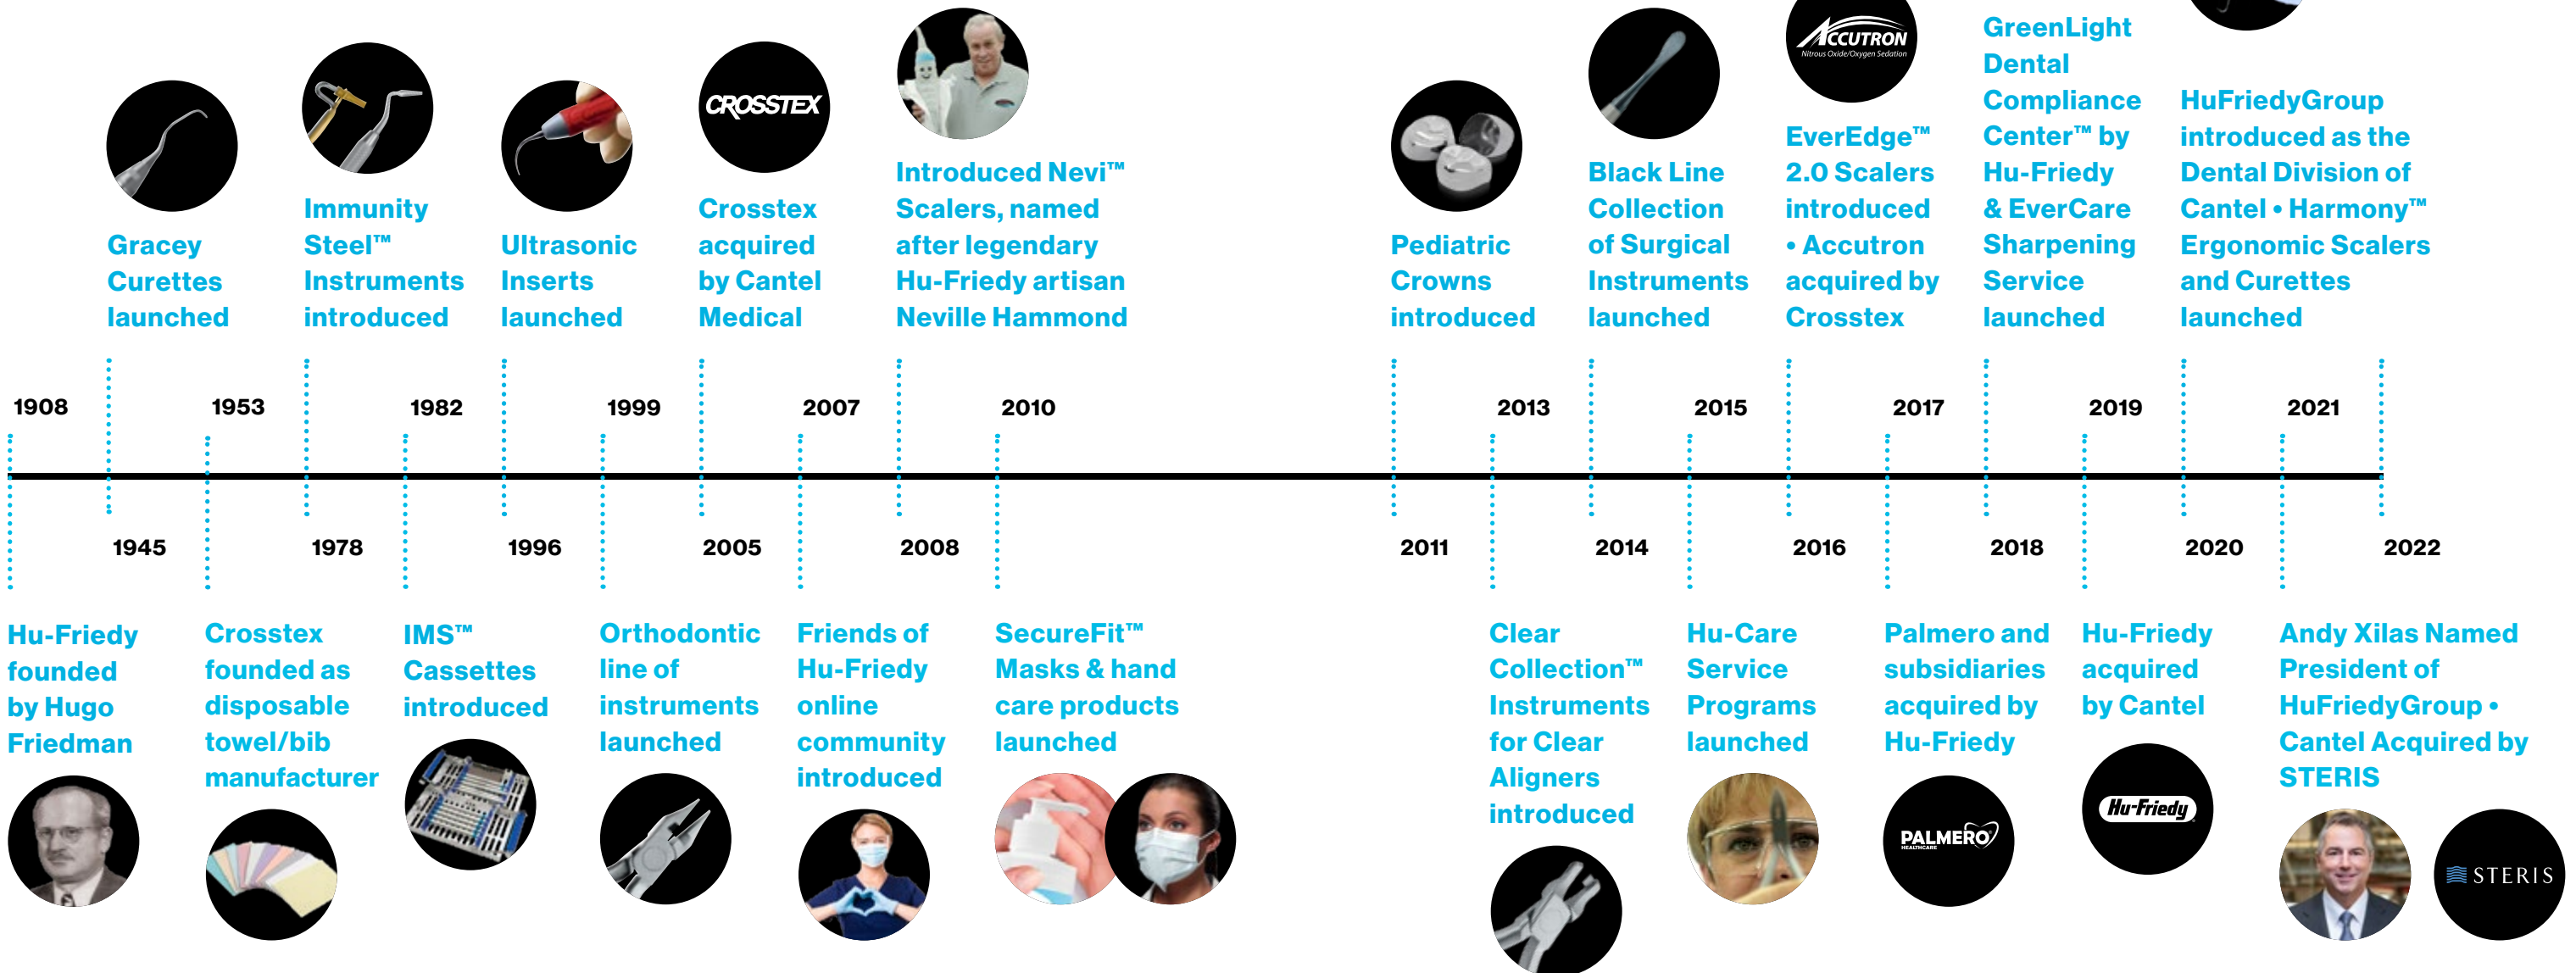 ACCUTRON
Nitrous Oxide/Oxygen Sedation
CROSSTEX
Gracey
Curettes
launched
Immunity
Steel™
Instruments
introduced
Ultrasonic
Inserts
launched
Crosstex
acquired
by Cantel
Medical
Introduced Nevi™
Scalers, named
after legendary
Hu-Friedy artisan
Neville Hammond
Pediatric
Crowns
introduced
Black Line
Collection
of Surgical
Instruments
launched
EverEdge™
2.0 Scalers
introduced
• Accutron
acquired by
Crosstex
GreenLight
Dental
Compliance
Center™ by
Hu-Friedy
& EverCare
Sharpening
Service
launched
HuFriedyGroup
introduced as the
Dental Division of
Cantel • Harmony™
Ergonomic Scalers
and Curettes
launched
1908
1953
1982
1999
2007
2010
2013
2015
2017
2019
2021
1945
1978
1996
2005
2008
2011
2014
2016
2018
2020
2022
Hu-Friedy
founded
by Hugo
Friedman
Crosstex
founded as
disposable
towel/bib
manufacturer
IMS™
Cassettes
introduced
Orthodontic
line of
instruments
launched
Friends of
Hu-Friedy
online
community
introduced
SecureFit™
Masks & hand
care products
launched
Clear
Collection™
Instruments
for Clear
Aligners
introduced
Hu-Care
Service
Programs
launched
Palmero and
subsidiaries
acquired by
Hu-Friedy
PALMERO
HEALTHCARE
Hu-Friedy
acquired
by Cantel
Hu-Friedy
Andy Xilas Named
President of
HuFriedyGroup •
Cantel Acquired by
STERIS
STERIS